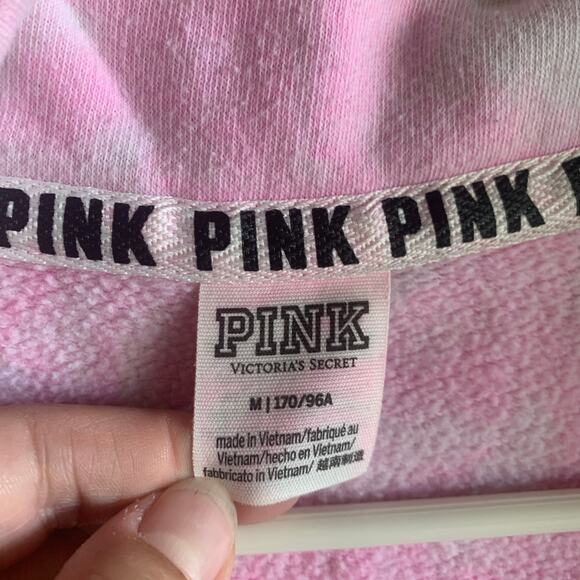 PINK PINK PINK
PINK
VICTORIA'S SECRET
M | 170/96A
made in Vietnam/fabriqué au
Vietnam/hecho en Vietnam/
fabbricato in Vietnam/ 越南制造